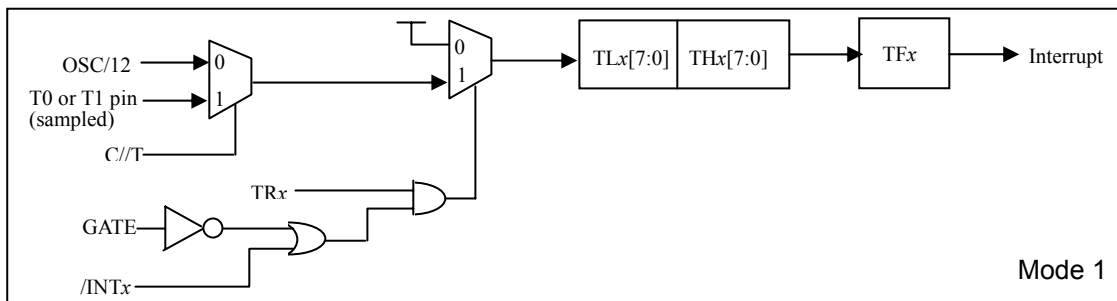 OSC/12
0
T0 or T1 pin
(sampled)
1
C//T
0
1
TLx[7:0]
THx[7:0]
TFx
Interrupt
TRx
GATE
/INTx
Mode 1